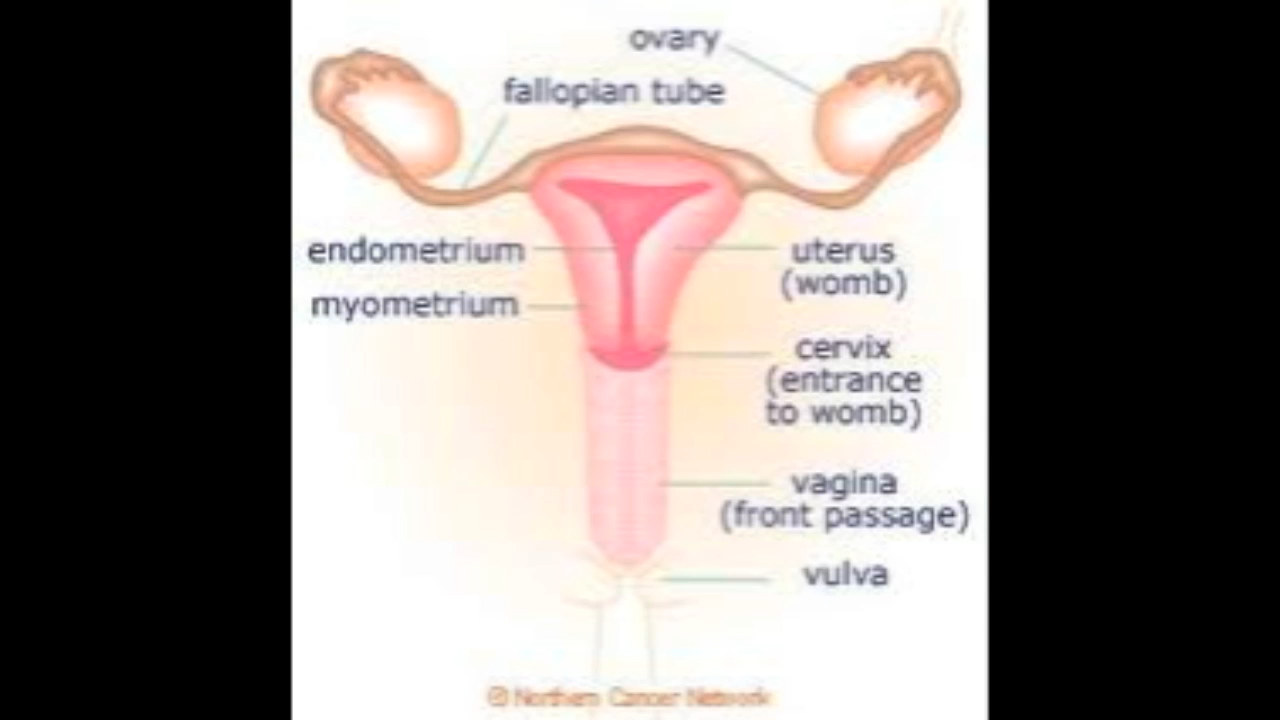 ovary
fallopian tube
endometrium
uterus
(womb)
myometrium
cervix
(entrance
to womb)
vagina
(front passage)
vulva
© Northern Cancer Network